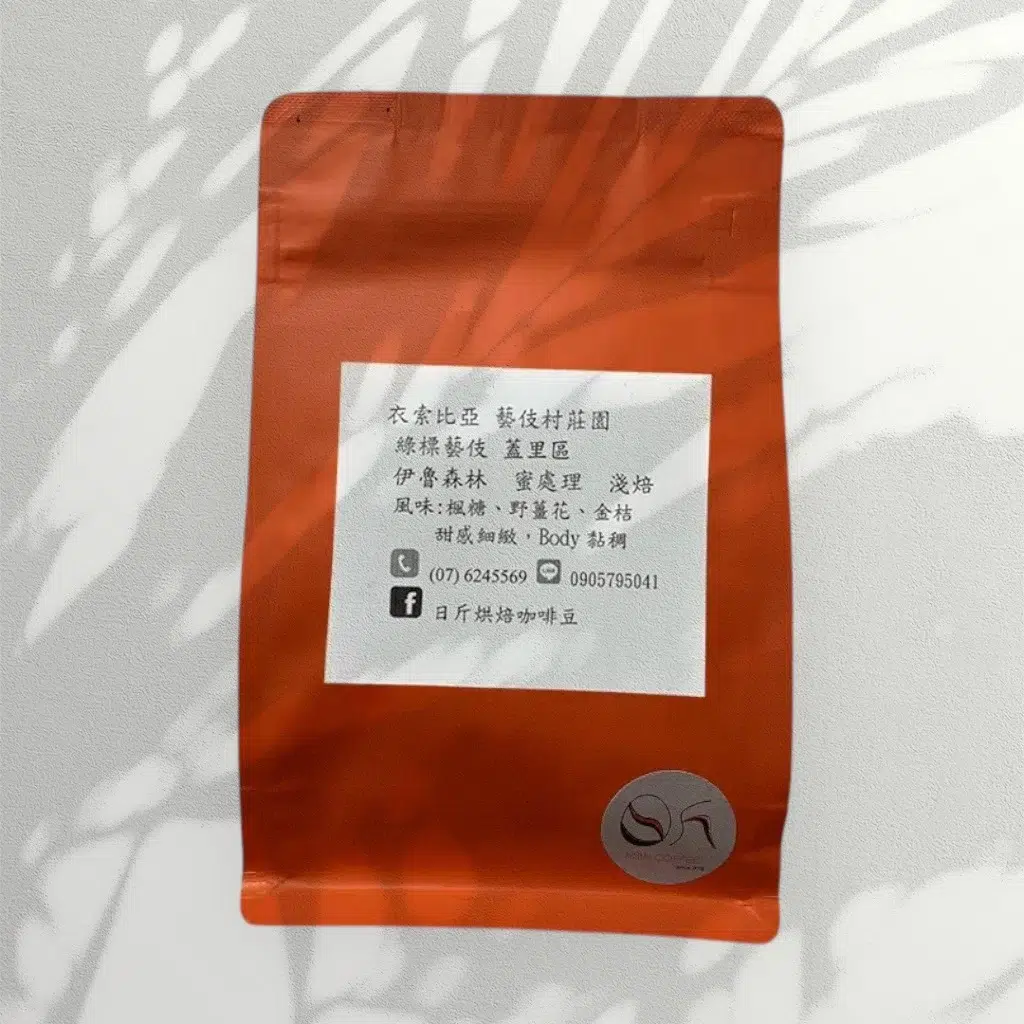 衣索比亞 藝伎村莊園
綠標藝伎 蓋里區
伊魯森林 蜜處理 淺焙
風味:楓糖、野薑花、金桔
甜感細緻,Body 黏稠
(07) 6245569 LINE 0905795041
f 日斤烘焙咖啡豆